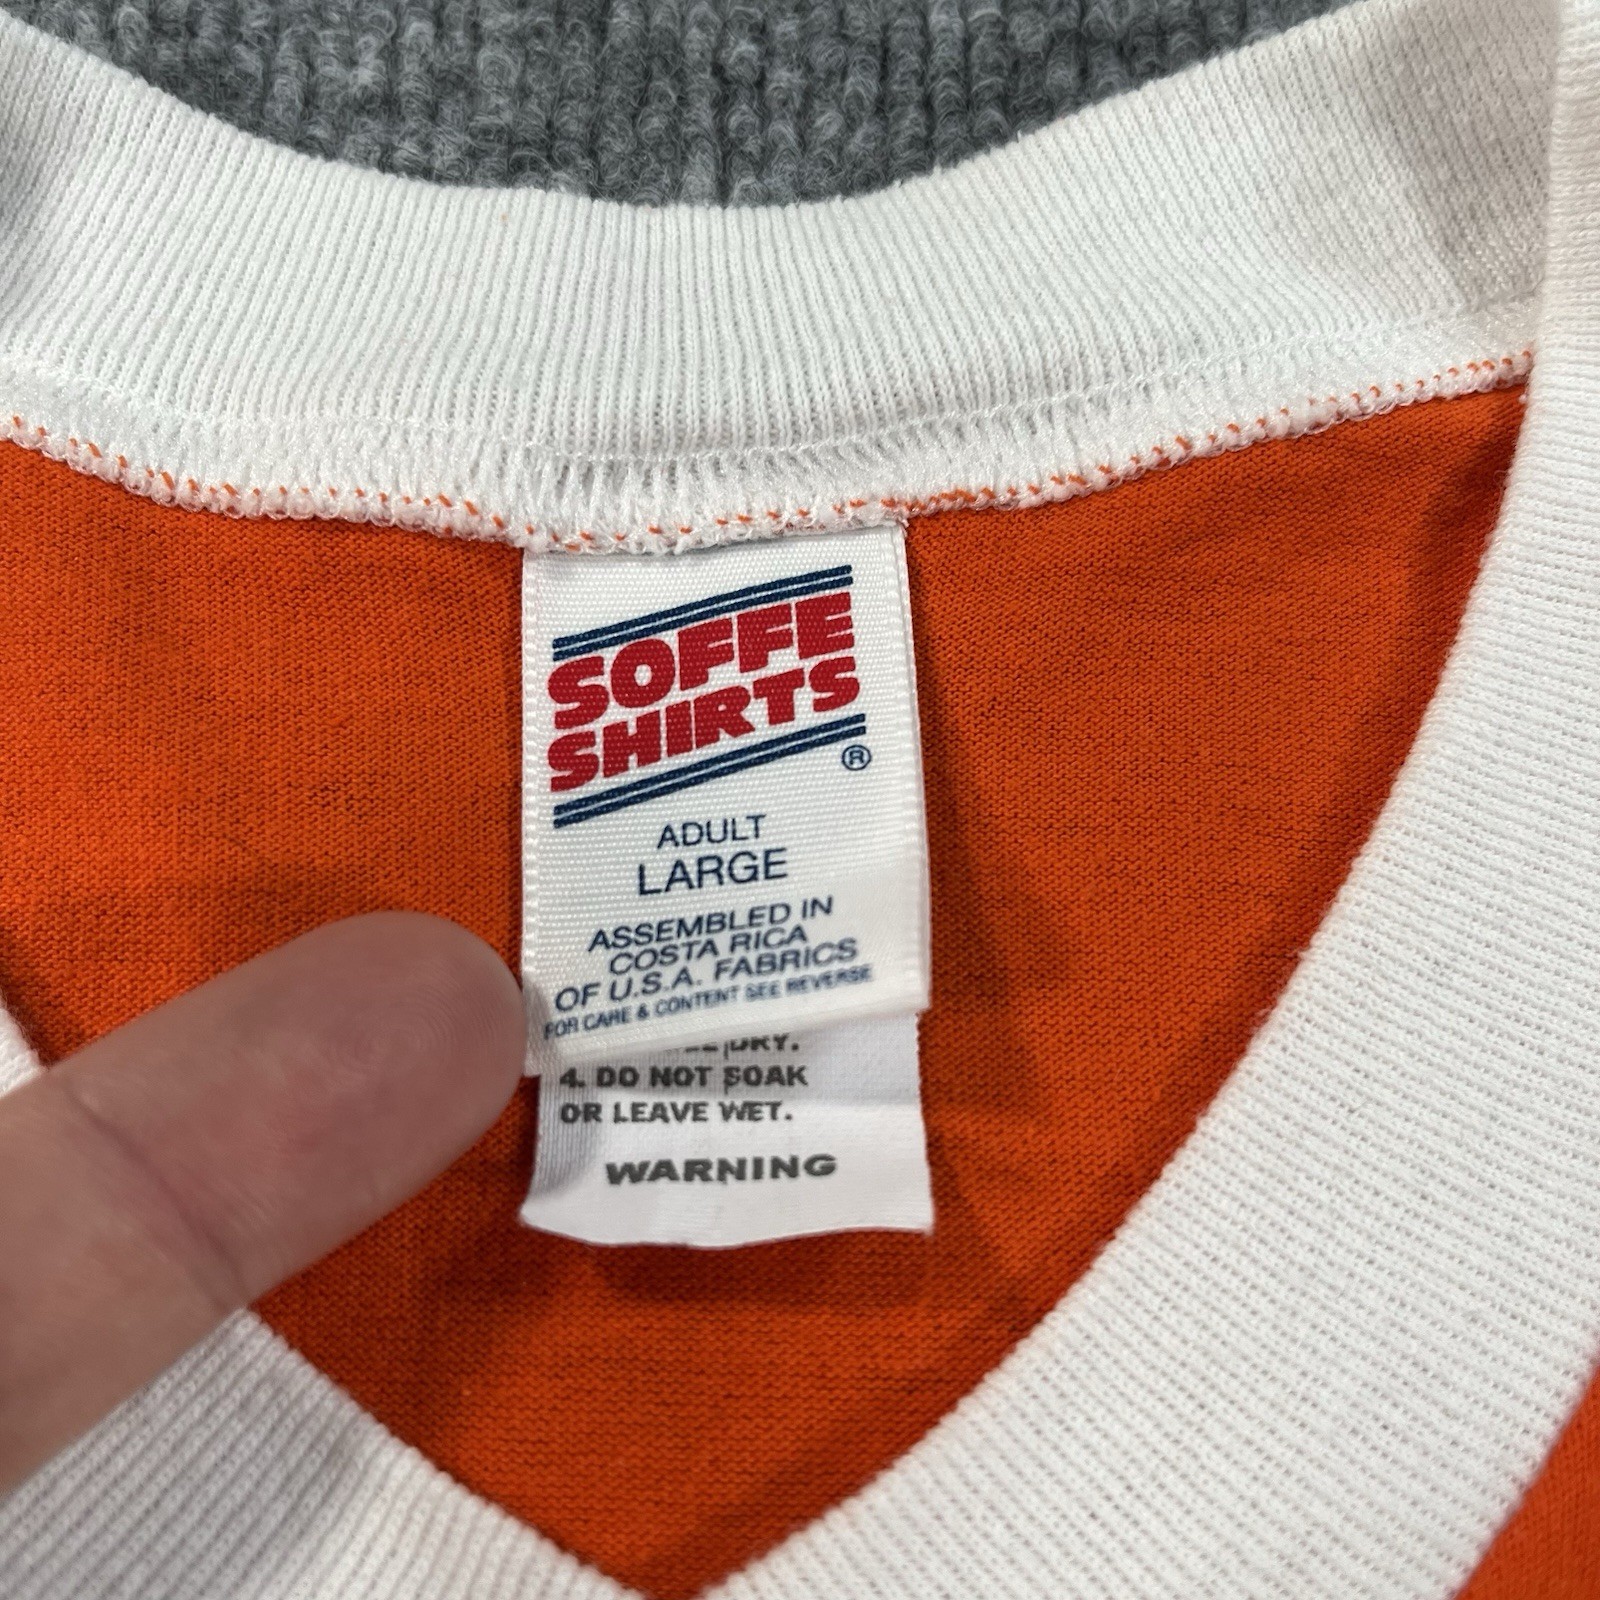 SOFFE
SHIRTS
®
ADULT
LARGE
ASSEMBLED IN
COSTA RICA
OF U.S.A. FABRICS
FOR CARE & CONTENT SEE REVERSE
DRY.
4. DO NOT SOAK
OR LEAVE WET.
WARNING